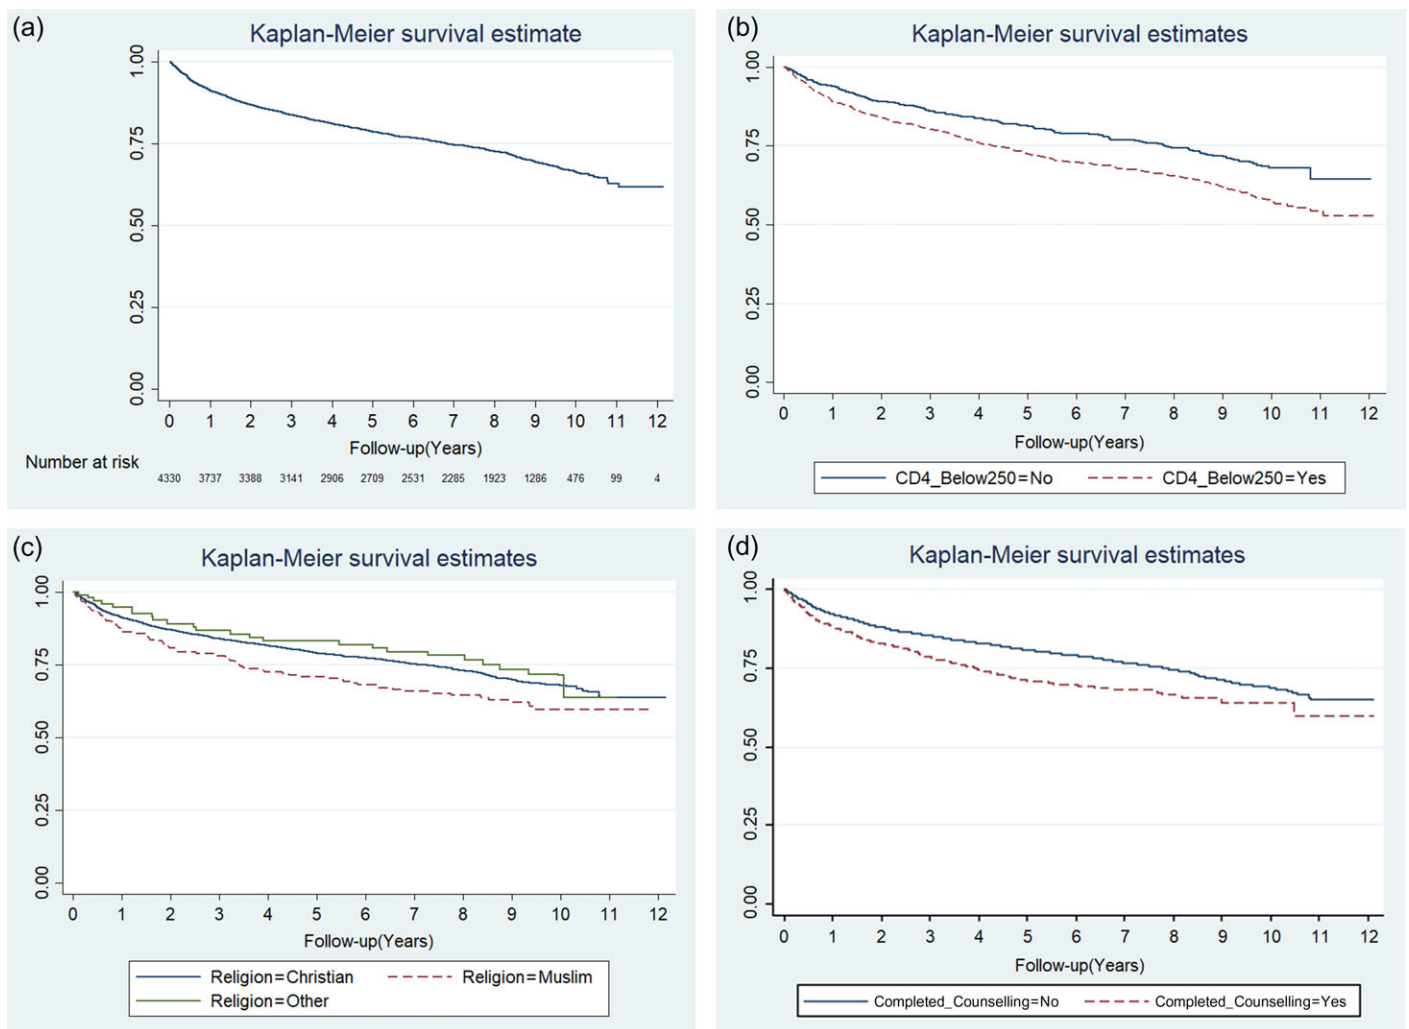 (a)
Kaplan-Meier survival estimate
1.00
0.75
0.50
0.25
0.00
0 1 2 3 4 5 6 7 8 9 10 11 12
Follow-up(Years)
Number at risk
4330 3737 3388 3141 2906 2709 2531 2285 1923 1286 476 99 4
(b)
Kaplan-Meier survival estimates
1.00
0.75
0.50
0.25
0.00
0 1 2 3 4 5 6 7 8 9 10 11 12
Follow-up(Years)
CD4_Below250=No CD4_Below250=Yes
(c)
Kaplan-Meier survival estimates
1.00
0.75
0.50
0.25
0.00
0 1 2 3 4 5 6 7 8 9 10 11 12
Follow-up(Years)
Religion=Christian Religion=Muslim
Religion=Other
(d)
Kaplan-Meier survival estimates
1.00
0.75
0.50
0.25
0.00
0 1 2 3 4 5 6 7 8 9 10 11 12
Follow-up(Years)
Completed_Counselling=No Completed_Counselling=Yes